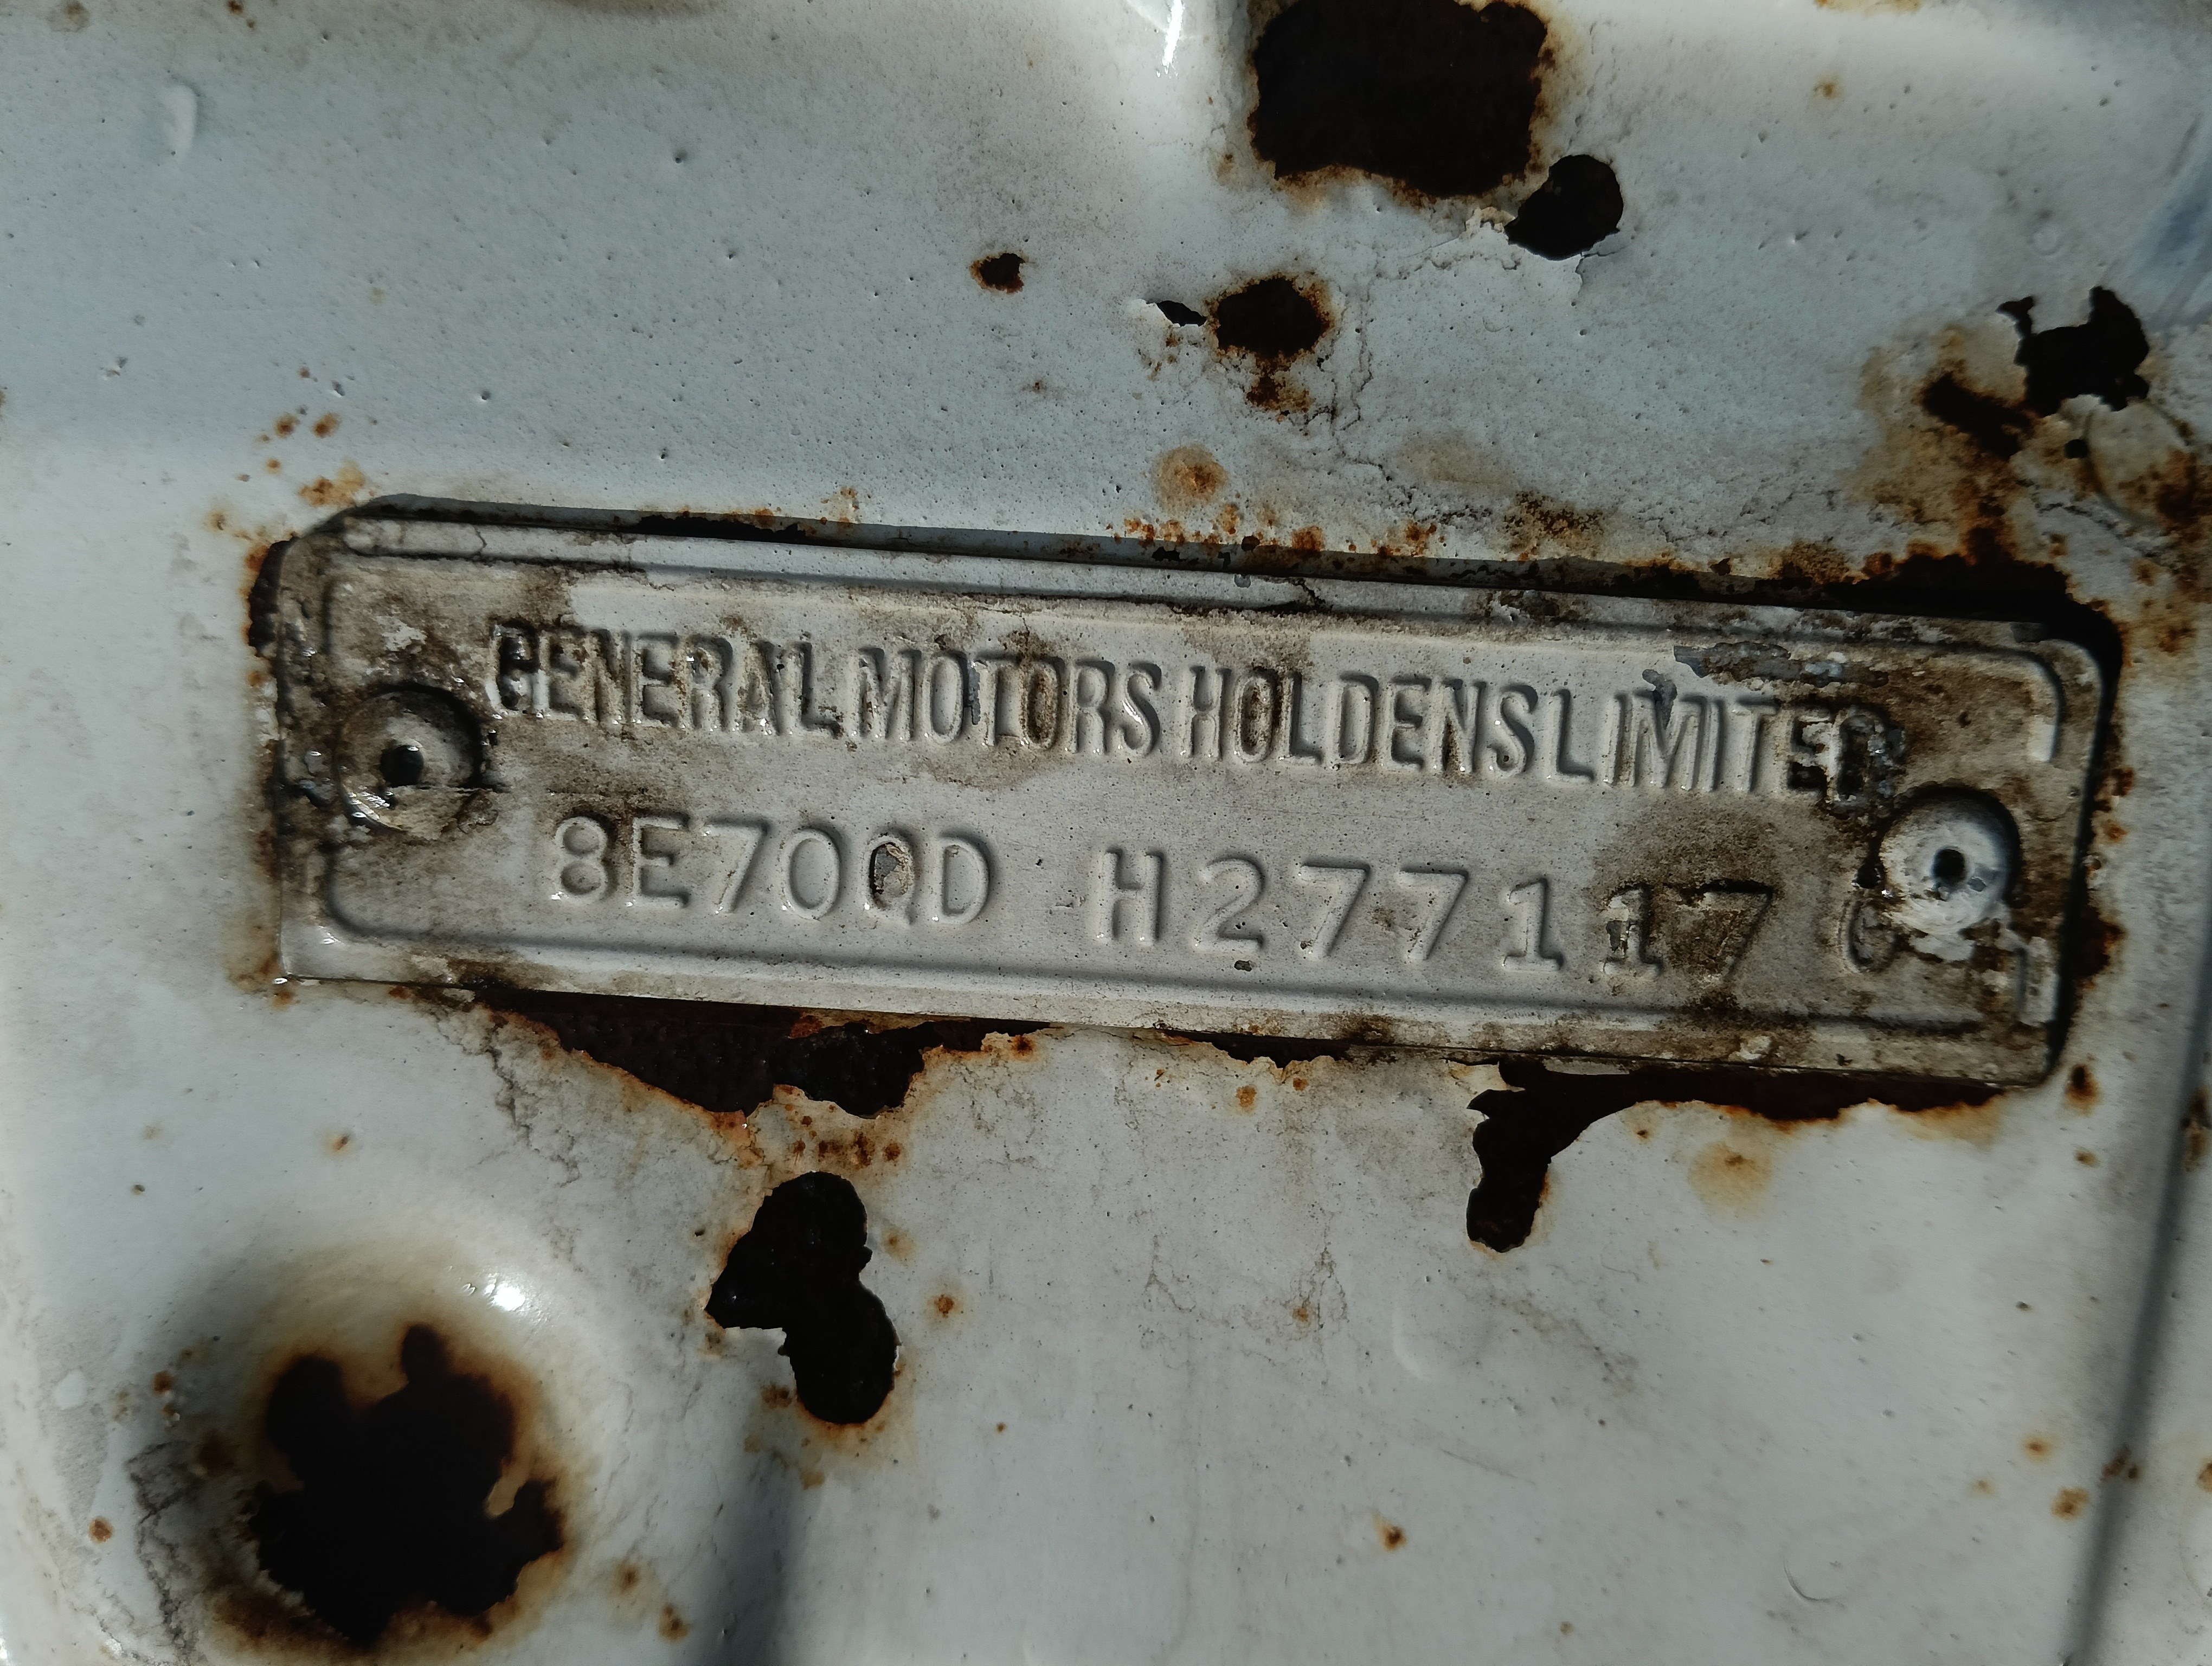 GENERAL MOTORS HOLDENS LIMITED
8E70QD H277117